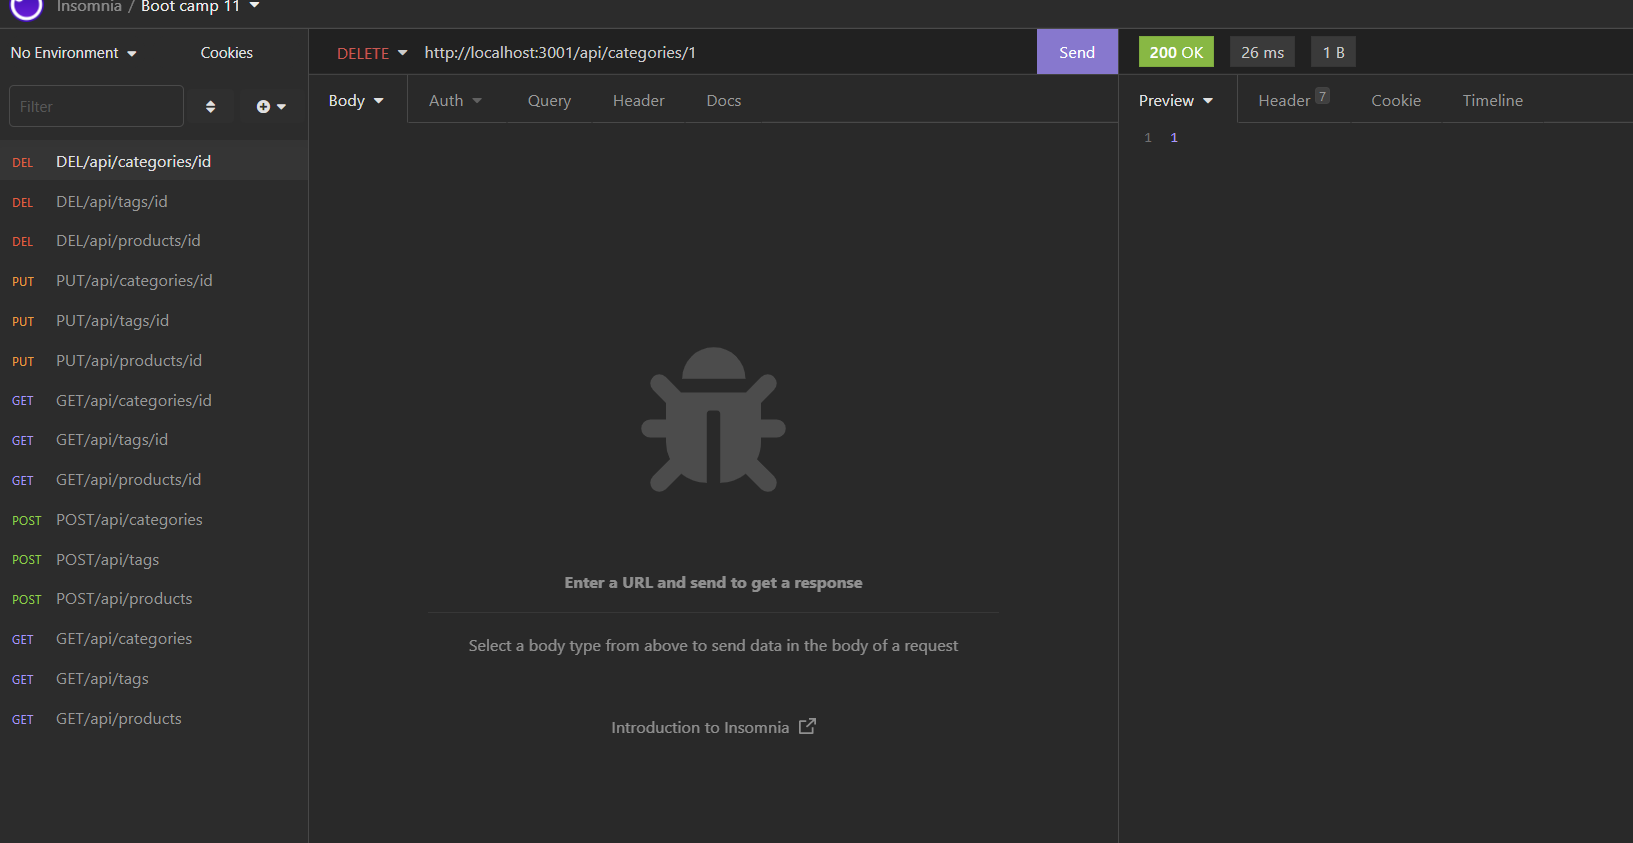 Insomnia / Boot camp 11
No Environment
Cookies
Filter
DEL DEL/api/categories/id
DEL DEL/api/tags/id
DEL DEL/api/products/id
PUT PUT/api/categories/id
PUT PUT/api/tags/id
PUT PUT/api/products/id
GET GET/api/categories/id
GET GET/api/tags/id
GET GET/api/products/id
POST POST/api/categories
POST POST/api/tags
POST POST/api/products
GET GET/api/categories
GET GET/api/tags
GET GET/api/products
DELETE http://localhost:3001/api/categories/1 Send
Body Auth Query Header Docs
Enter a URL and send to get a response
Select a body type from above to send data in the body of a request
Introduction to Insomnia
200 OK 26 ms 1 B
Preview Header 7 Cookie Timeline
1 1